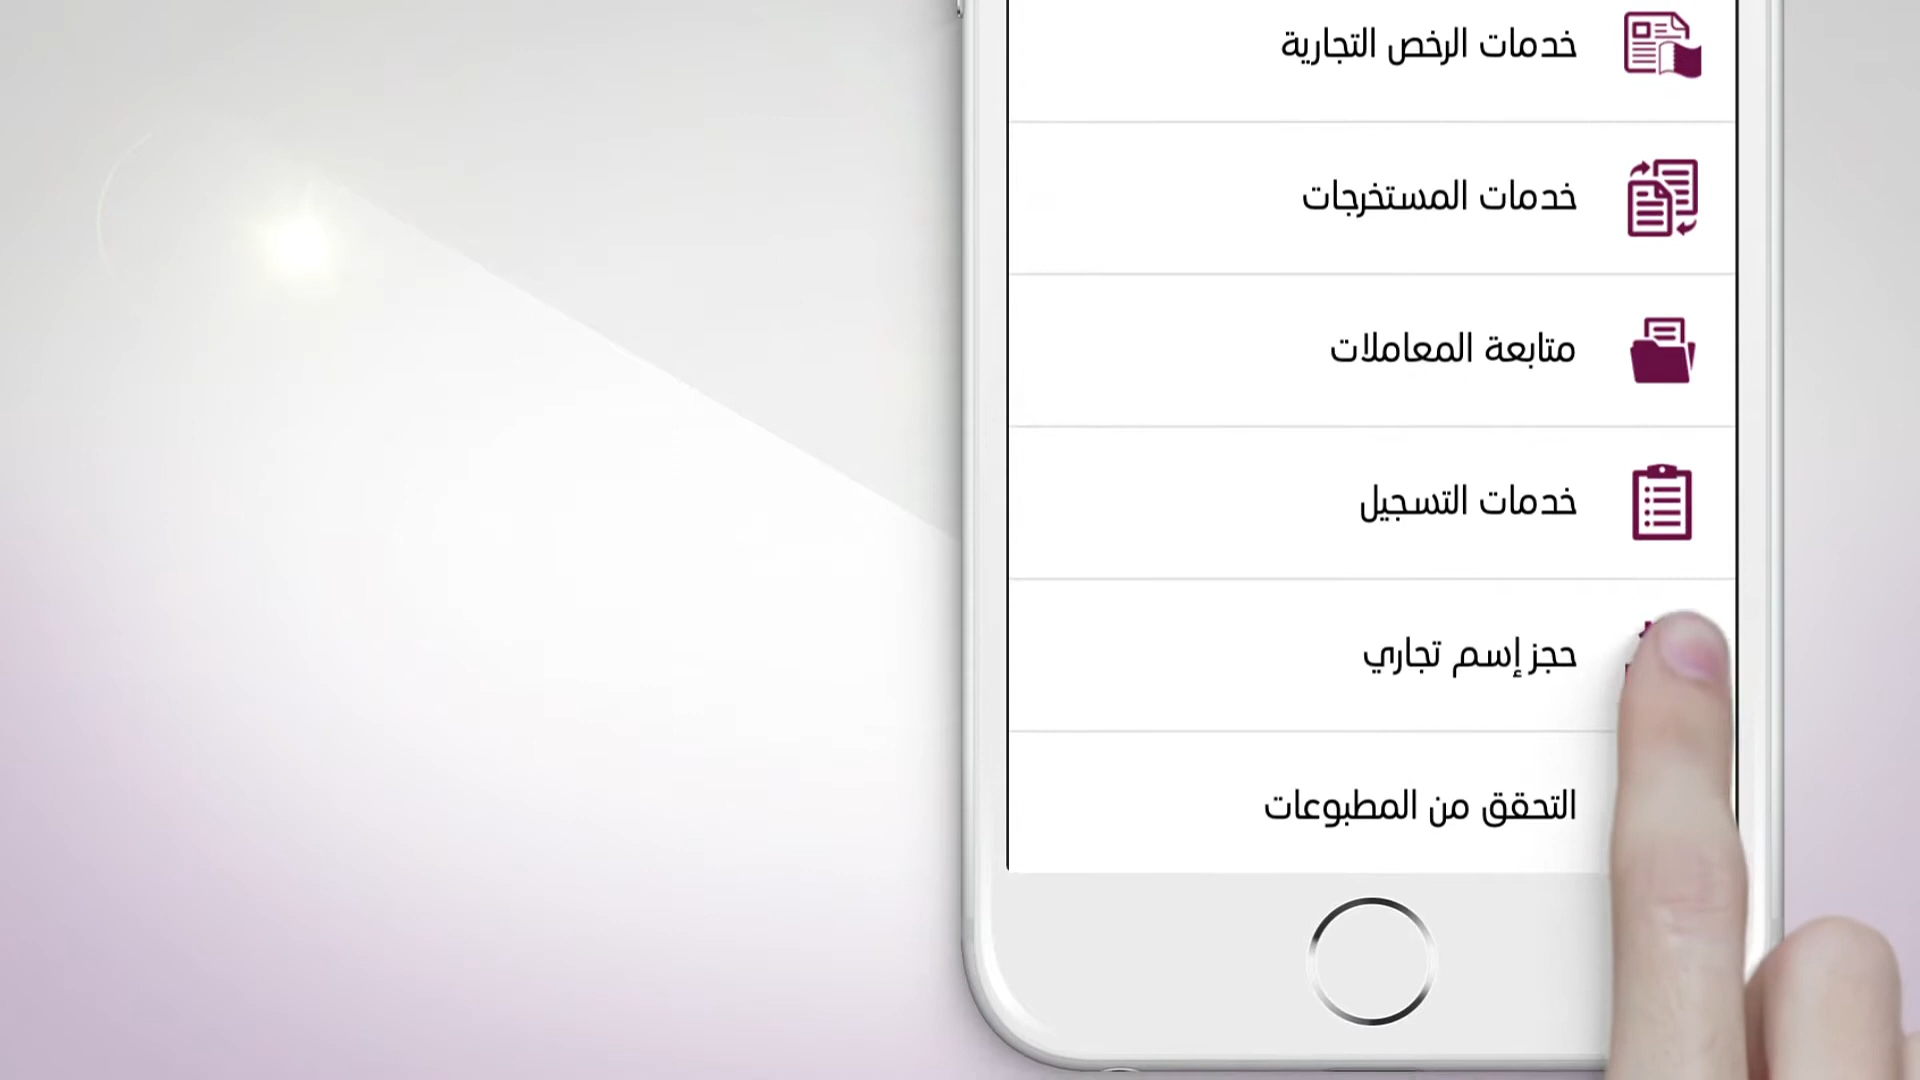 خدمات الرخص التجارية
خدمات المستخرجات
متابعة المعاملات
خدمات التسجيل
حجز إسم تجاري
التحقق من المطبوعات